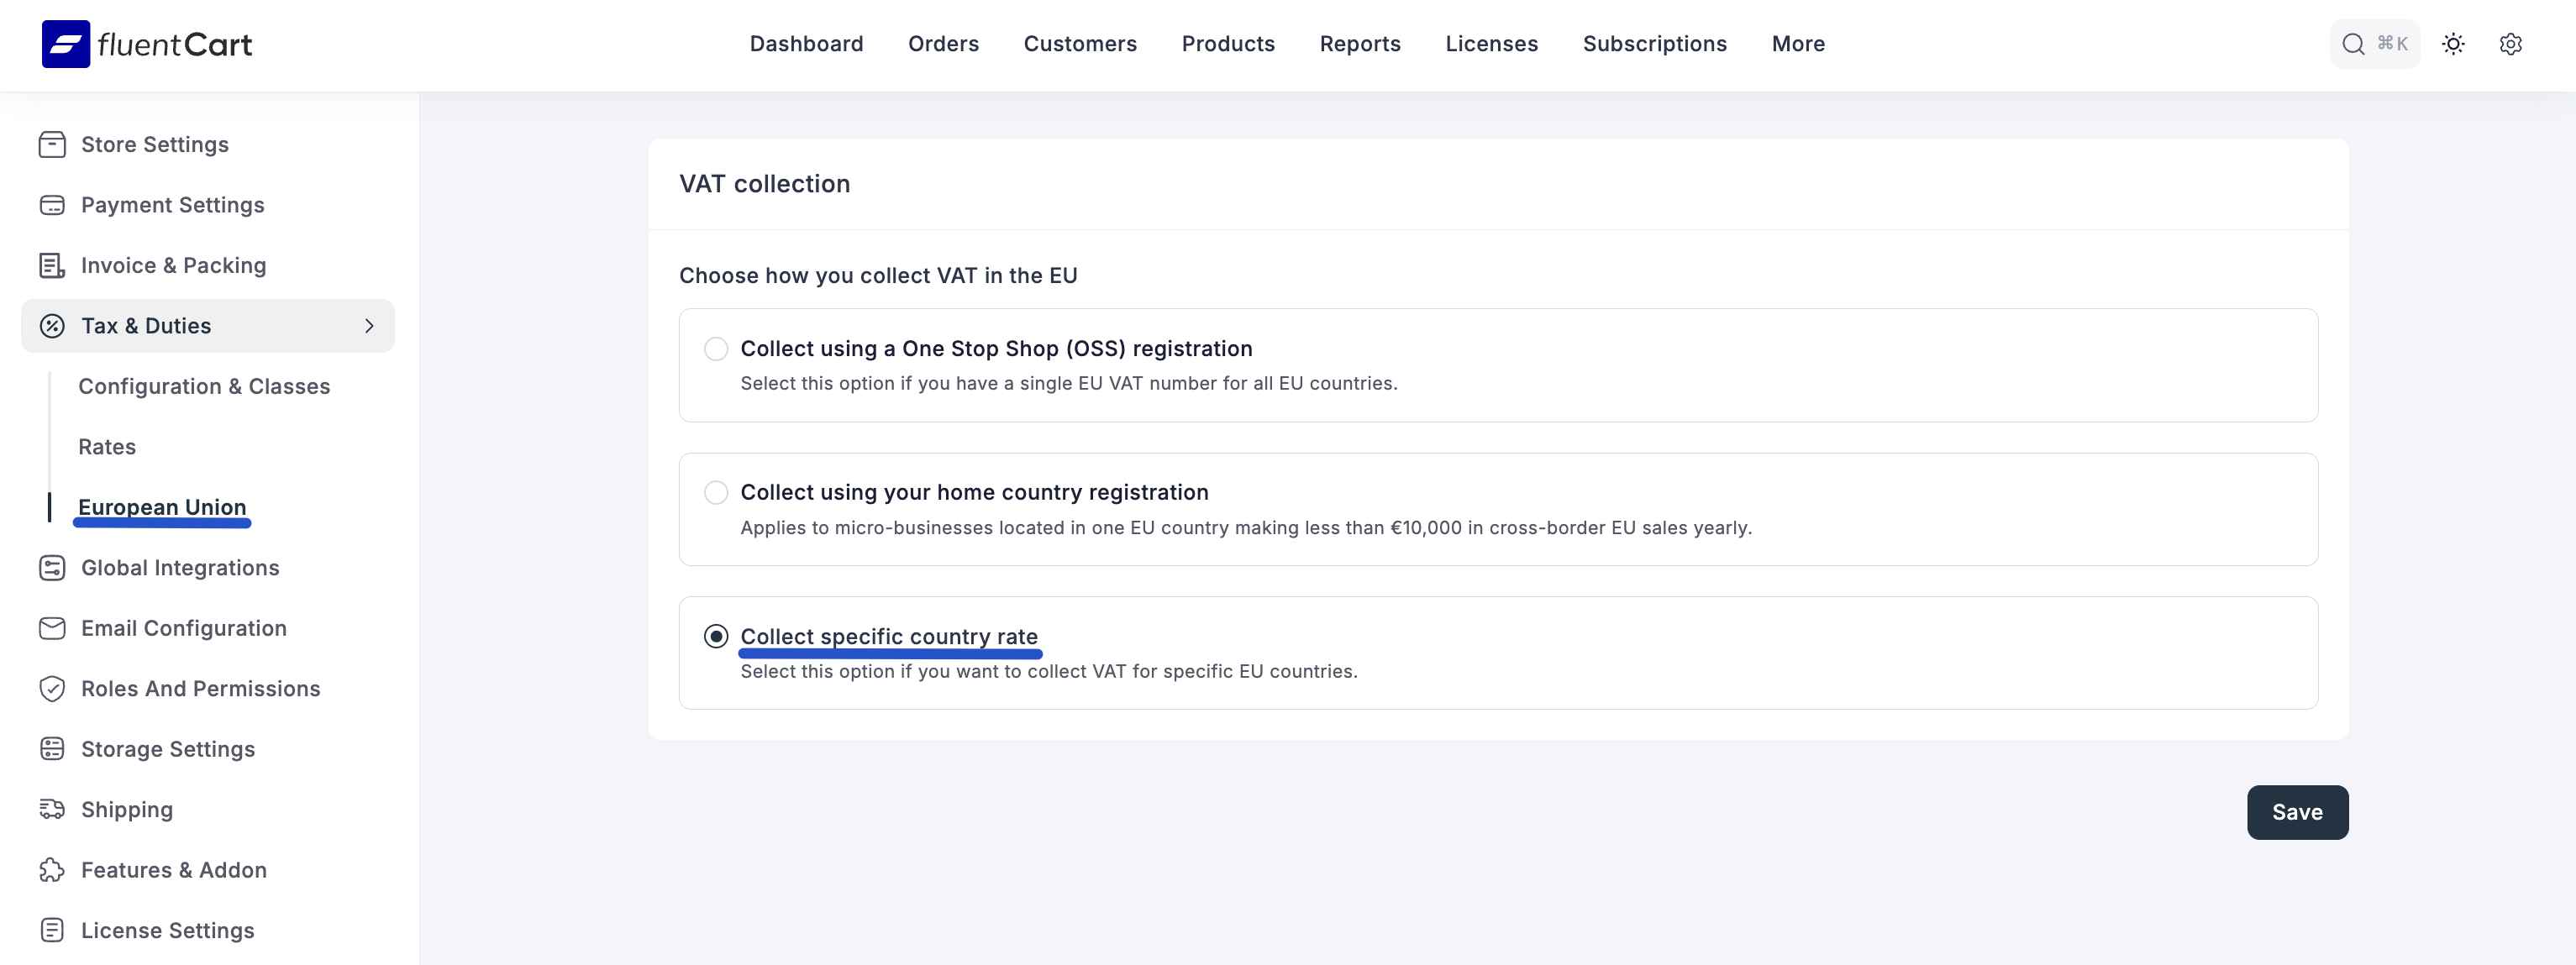 fluentCart
Dashboard Orders Customers Products Reports Licenses Subscriptions More
⌘K
Store Settings
Payment Settings
Invoice & Packing
Tax & Duties
Configuration & Classes
Rates
European Union
Global Integrations
Email Configuration
Roles And Permissions
Storage Settings
Shipping
Features & Addon
License Settings
VAT collection
Choose how you collect VAT in the EU
Collect using a One Stop Shop (OSS) registration
Select this option if you have a single EU VAT number for all EU countries.
Collect using your home country registration
Applies to micro-businesses located in one EU country making less than €10,000 in cross-border EU sales yearly.
Collect specific country rate
Select this option if you want to collect VAT for specific EU countries.
Save